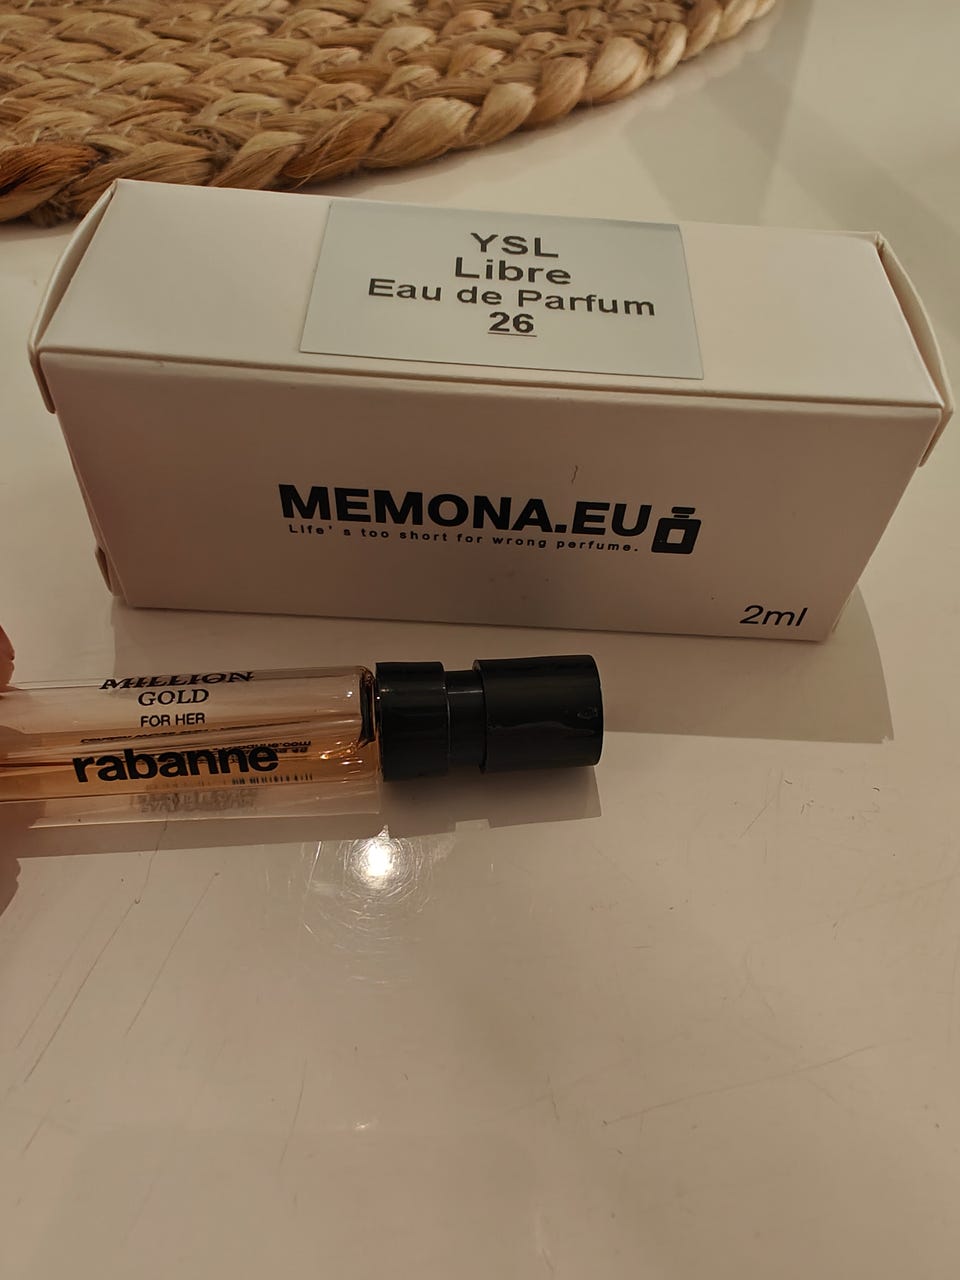 YSL
Libre
Eau de Parfum
26
MEMONA.EU
Life's too short for wrong perfume.
2ml
MILLION
GOLD
FOR HER
rabanne